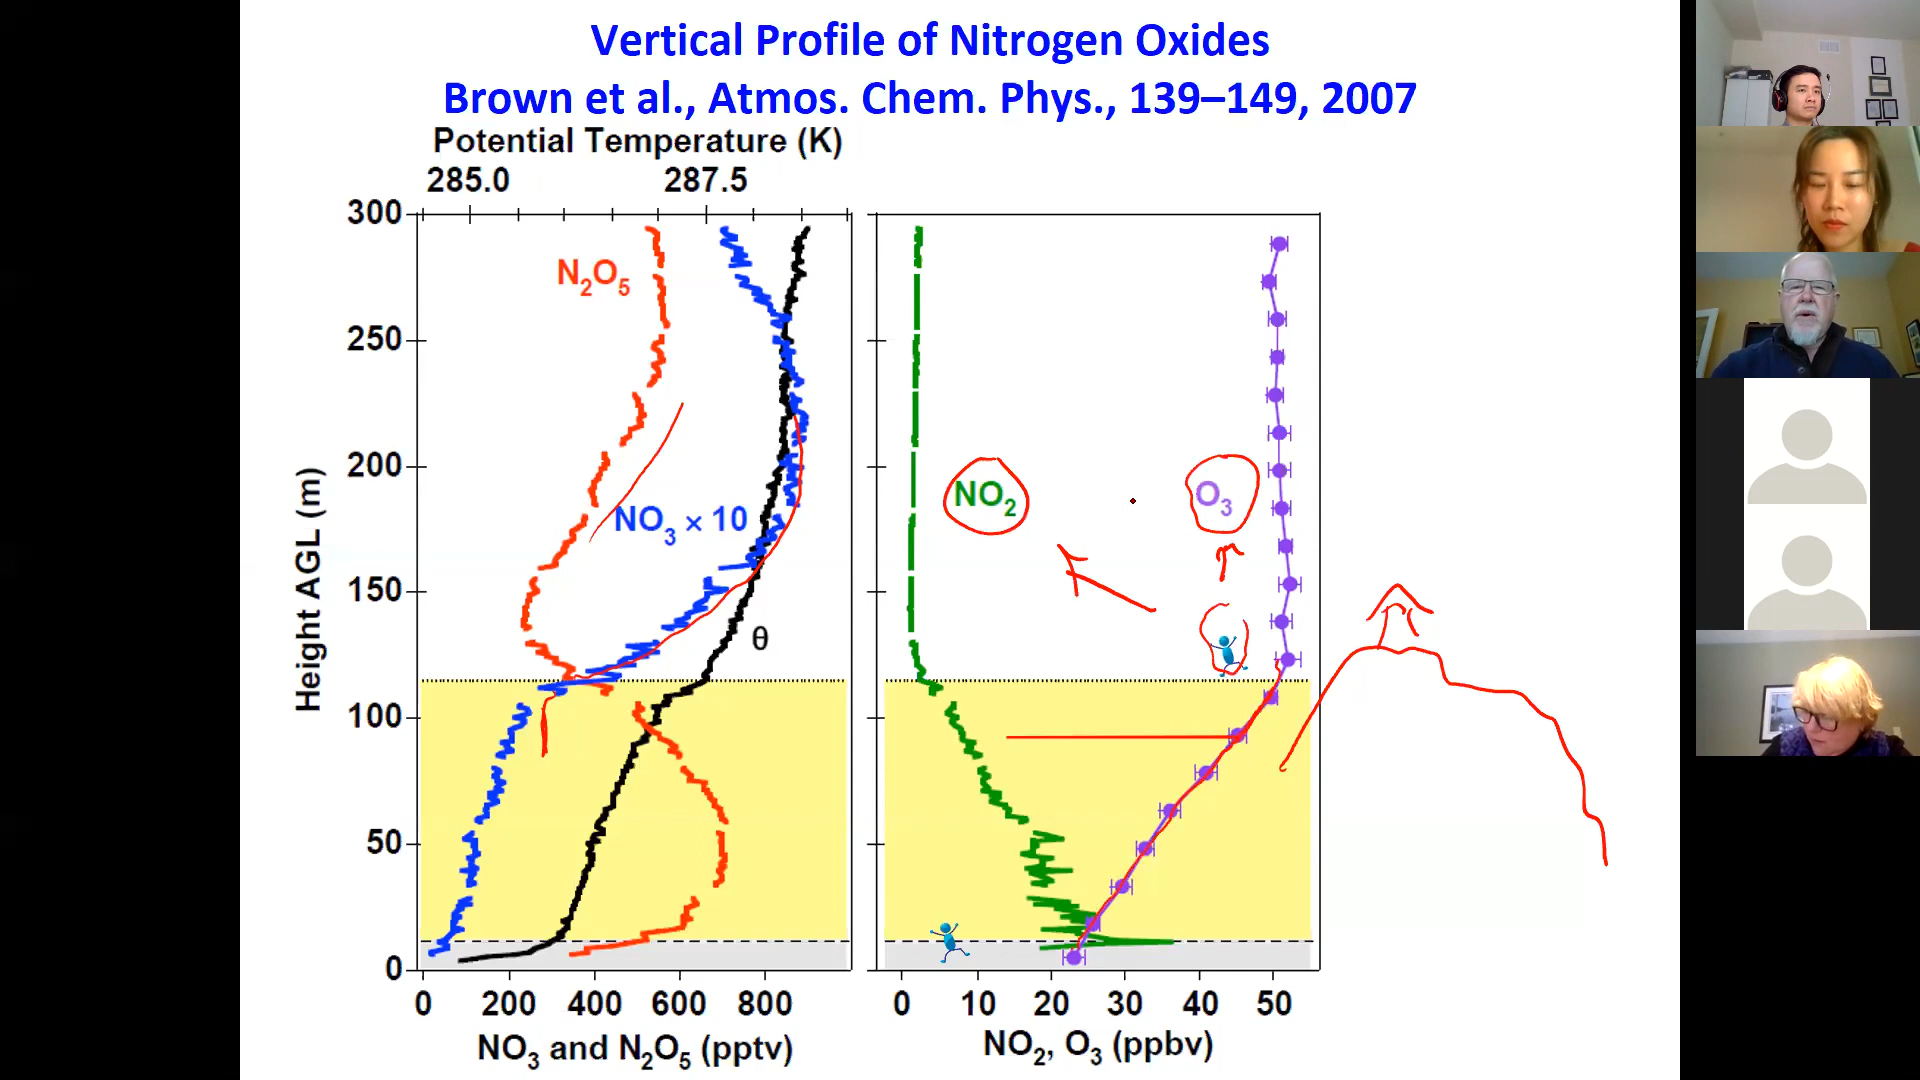 Vertical Profile of Nitrogen Oxides
Brown et al., Atmos. Chem. Phys., 139–149, 2007
Potential Temperature (K)
285.0 287.5
300
250
200
150
100
50
0
Height AGL (m)
N₂O₅
NO₃ × 10
θ
NO₂
O₃
0 200 400 600 800
NO₃ and N₂O₅ (pptv)
0 10 20 30 40 50
NO₂, O₃ (ppbv)